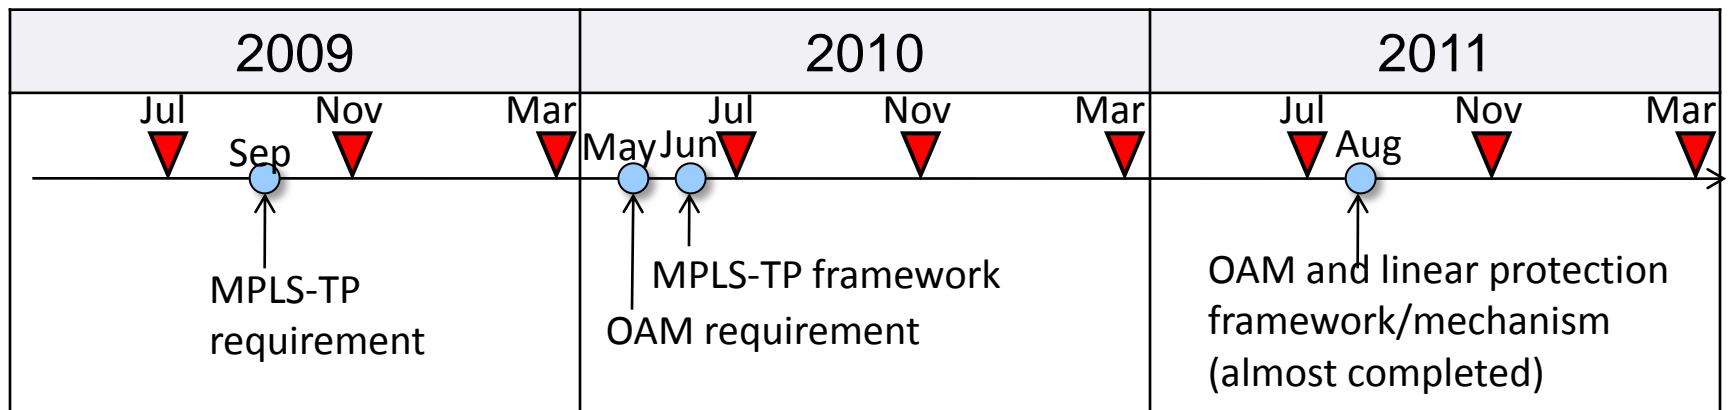 2009 2010 2011
Jul Nov Mar Jul Nov Mar Jul Nov Mar
Sep May Jun Aug
MPLS-TP
requirement
MPLS-TP framework
OAM requirement
OAM and linear protection
framework/mechanism
(almost completed)